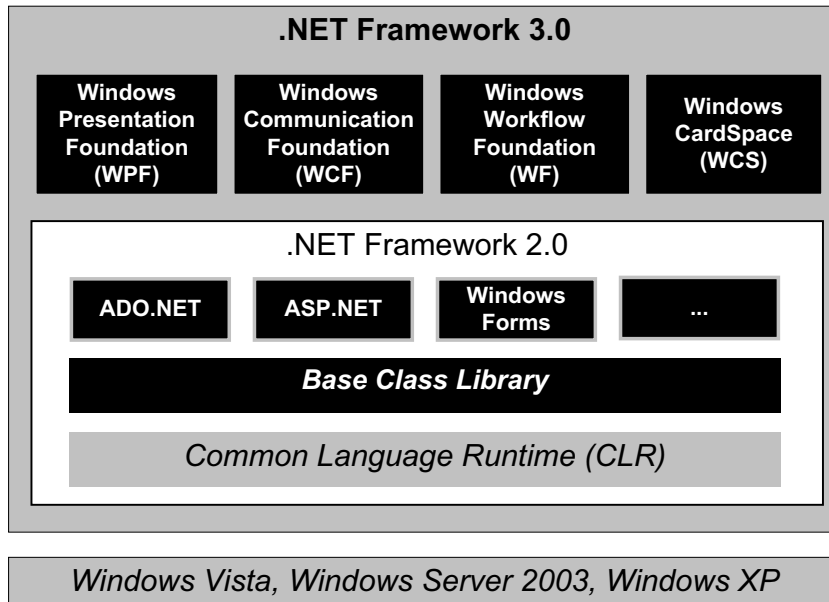 .NET Framework 3.0
Windows
Presentation
Foundation
(WPF)
Windows
Communication
Foundation
(WCF)
Windows
Workflow
Foundation
(WF)
Windows
CardSpace
(WCS)
.NET Framework 2.0
ADO.NET
ASP.NET
Windows
Forms
...
Base Class Library
Common Language Runtime (CLR)
Windows Vista, Windows Server 2003, Windows XP